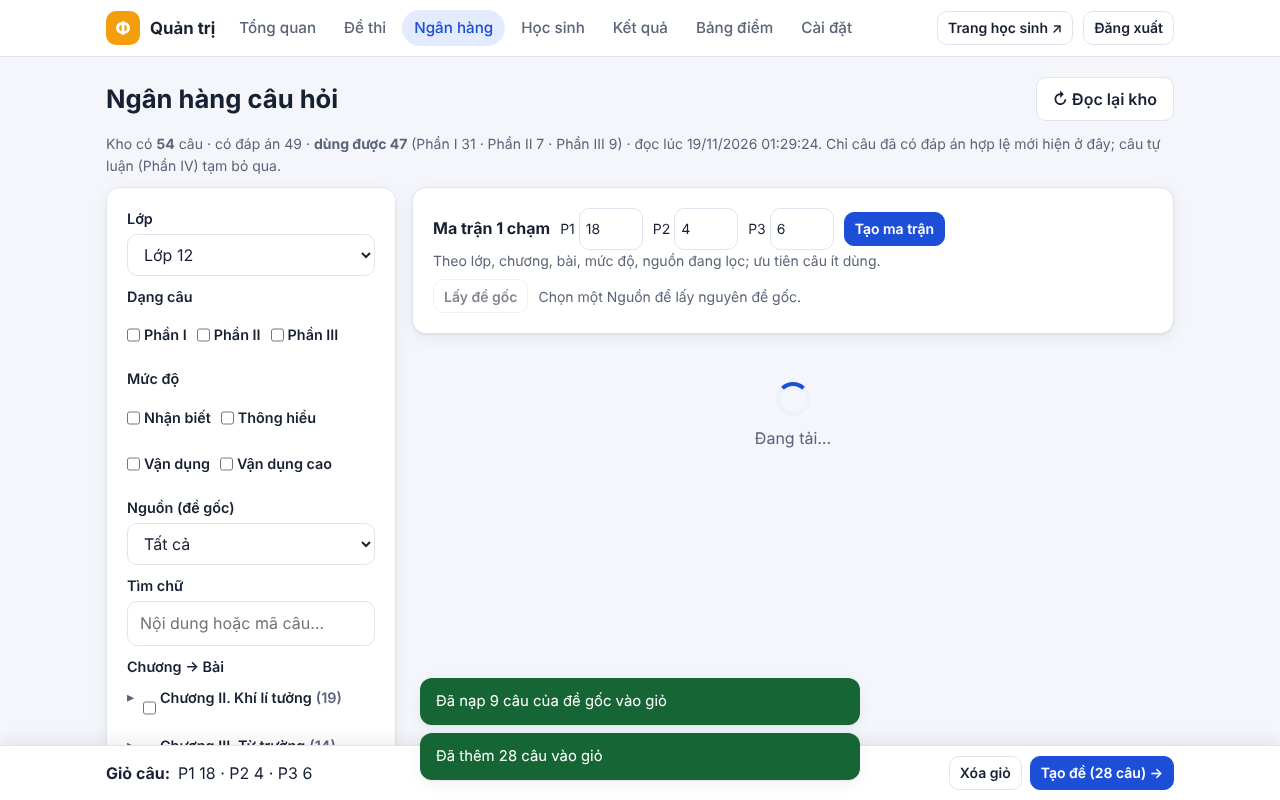 Φ Quản trị Tổng quan Đề thi Ngân hàng Học sinh Kết quả Bảng điểm Cài đặt Trang học sinh ↗ Đăng xuất
Ngân hàng câu hỏi
↻ Đọc lại kho
Kho có 54 câu · có đáp án 49 · dùng được 47 (Phần I 31 · Phần II 7 · Phần III 9) · đọc lúc 19/11/2026 01:29:24. Chỉ câu đã có đáp án hợp lệ mới hiện ở đây; câu tự
luận (Phần IV) tạm bỏ qua.
Lớp
Lớp 12
Dạng câu
Phần I Phần II Phần III
Mức độ
Nhận biết Thông hiểu
Vận dụng Vận dụng cao
Nguồn (đề gốc)
Tất cả
Tìm chữ
Nội dung hoặc mã câu...
Chương → Bài
▸ Chương II. Khí lí tưởng (19)
Chương III. Từ trường (14)
Ma trận 1 chạm P1 18 P2 4 P3 6 Tạo ma trận
Theo lớp, chương, bài, mức độ, nguồn đang lọc; ưu tiên câu ít dùng.
Lấy đề gốc Chọn một Nguồn để lấy nguyên đề gốc.
Đang tải...
Đã nạp 9 câu của đề gốc vào giỏ
Đã thêm 28 câu vào giỏ
Giỏ câu: P1 18 · P2 4 · P3 6
Xóa giỏ Tạo đề (28 câu) →